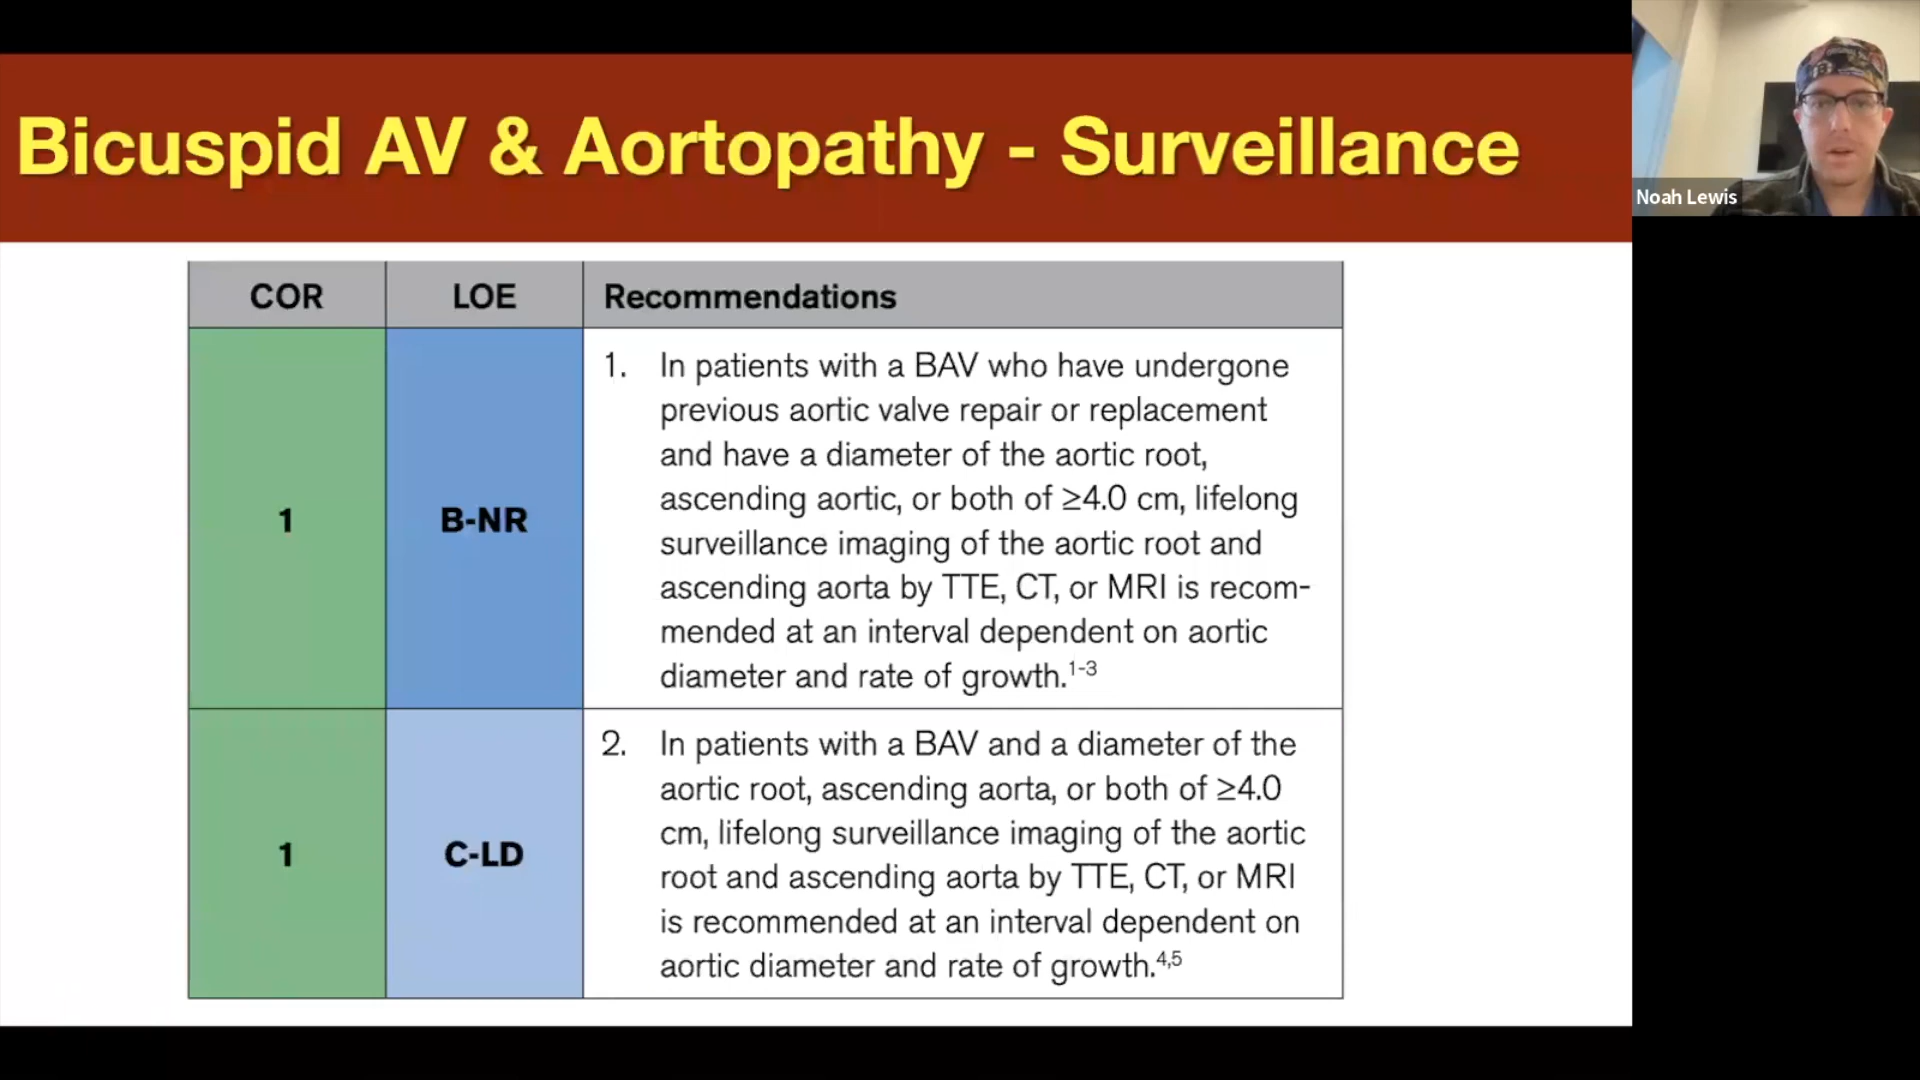 Bicuspid AV & Aortopathy - Surveillance
Noah Lewis
COR LOE Recommendations
1 B-NR
1. In patients with a BAV who have undergone
previous aortic valve repair or replacement
and have a diameter of the aortic root,
ascending aortic, or both of ≥4.0 cm, lifelong
surveillance imaging of the aortic root and
ascending aorta by TTE, CT, or MRI is recom-
mended at an interval dependent on aortic
diameter and rate of growth.1-3
1 C-LD
2. In patients with a BAV and a diameter of the
aortic root, ascending aorta, or both of ≥4.0
cm, lifelong surveillance imaging of the aortic
root and ascending aorta by TTE, CT, or MRI
is recommended at an interval dependent on
aortic diameter and rate of growth.4,5